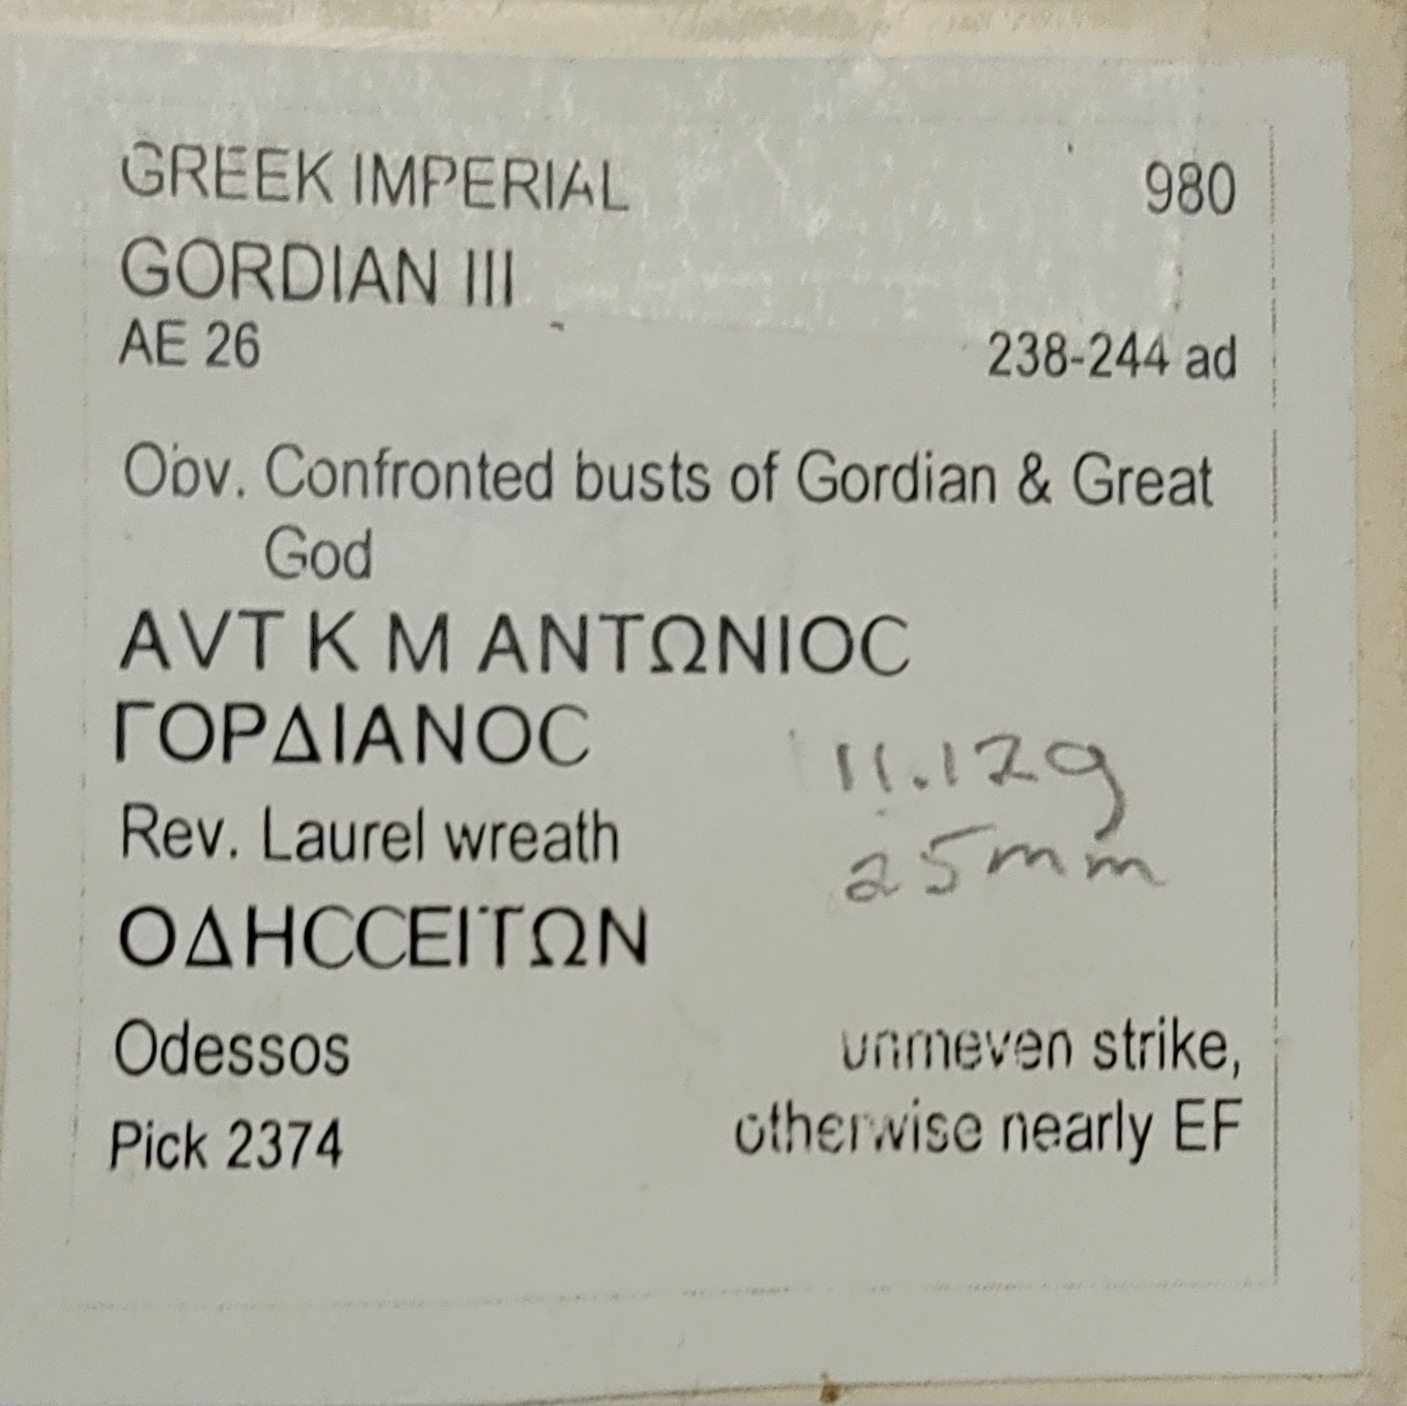 GREEK IMPERIAL 980
GORDIAN III
AE 26 238-244 ad
Obv. Confronted busts of Gordian & Great
God
AVT K M ANTΩNIOC
ΓΟΡΔΙΑΝΟC
11.12g
Rev. Laurel wreath
25mm
ΟΔΗCCEITΩN
Odessos unmeven strike,
Pick 2374 otherwise nearly EF